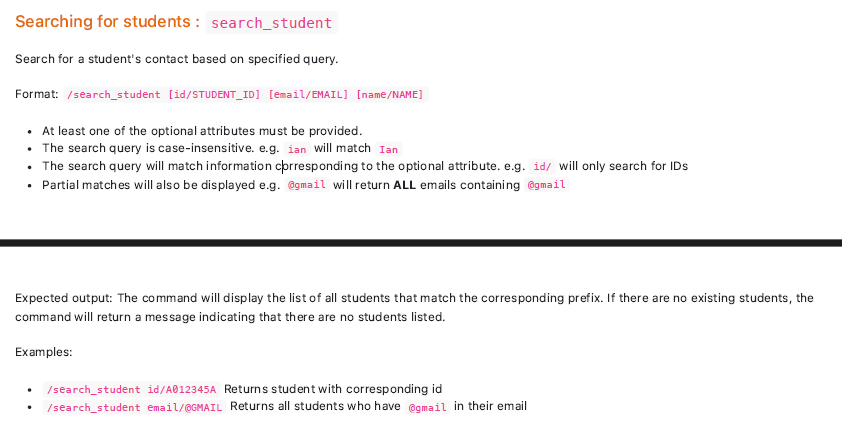 Searching for students : search_student
Search for a student's contact based on specified query.
Format: /search_student [id/STUDENT_ID] [email/EMAIL] [name/NAME]
• At least one of the optional attributes must be provided.
• The search query is case-insensitive. e.g. ian will match Ian
• The search query will match information corresponding to the optional attribute. e.g. id/ will only search for IDs
• Partial matches will also be displayed e.g. @gmail will return ALL emails containing @gmail
Expected output: The command will display the list of all students that match the corresponding prefix. If there are no existing students, the
command will return a message indicating that there are no students listed.
Examples:
• /search_student id/A012345A Returns student with corresponding id
• /search_student email/@GMAIL Returns all students who have @gmail in their email